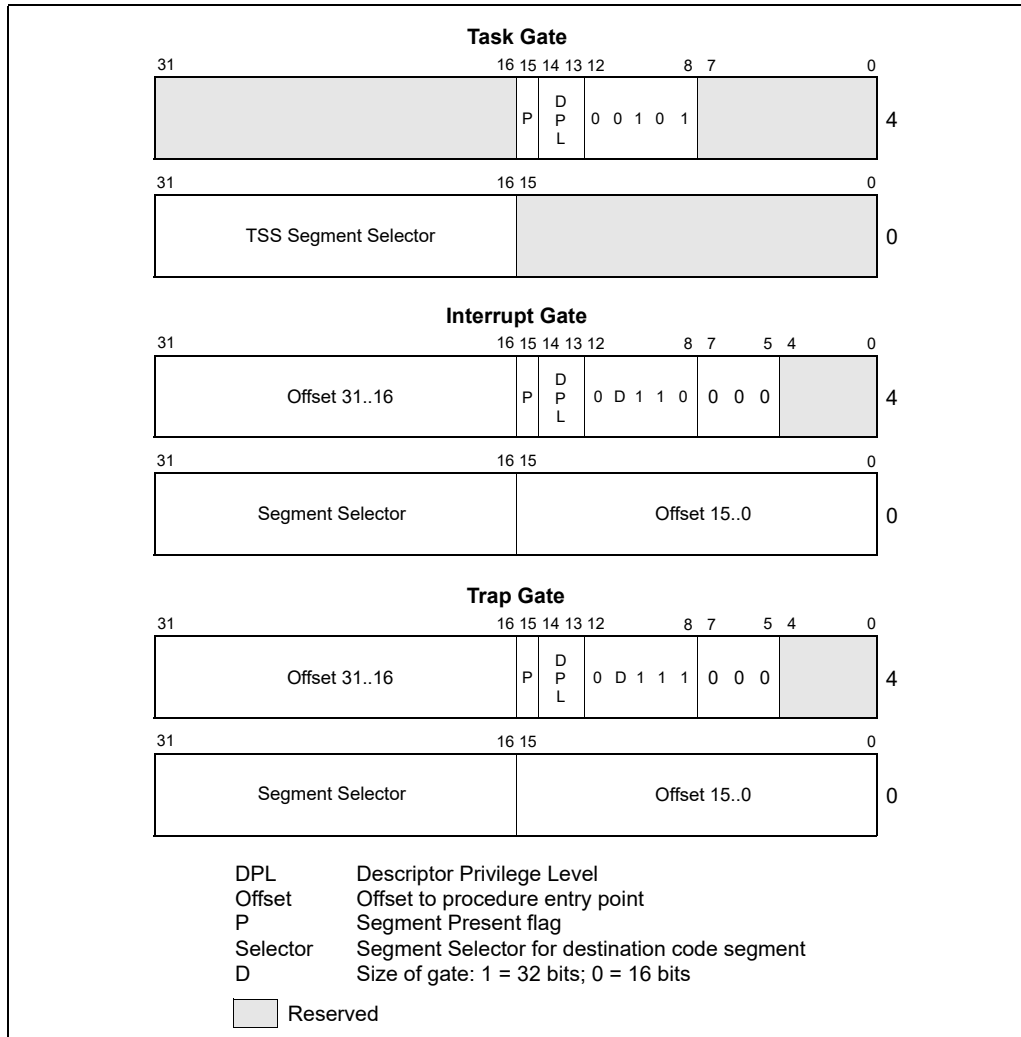 Task Gate
31 16 15 14 13 12 8 7 0
P D P L 0 0 1 0 1 4
31 16 15 0
TSS Segment Selector 0
Interrupt Gate
31 16 15 14 13 12 8 7 5 4 0
Offset 31..16 P D P L 0 D 1 1 0 0 0 0 4
31 16 15 0
Segment Selector Offset 15..0 0
Trap Gate
31 16 15 14 13 12 8 7 5 4 0
Offset 31..16 P D P L 0 D 1 1 1 0 0 0 4
31 16 15 0
Segment Selector Offset 15..0 0
DPL Descriptor Privilege Level
Offset Offset to procedure entry point
P Segment Present flag
Selector Segment Selector for destination code segment
D Size of gate: 1 = 32 bits; 0 = 16 bits
Reserved